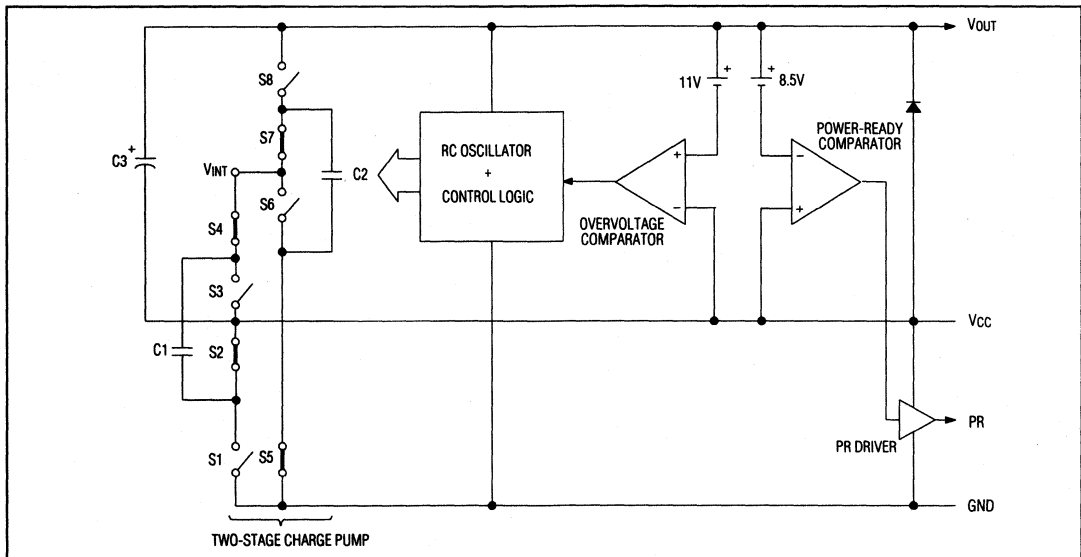 VOUT
S8
+
11V
+
8.5V
POWER-READY
COMPARATOR
S7
RC OSCILLATOR
+
CONTROL LOGIC
+
C3
VINT
C2
S6
+
−
−
+
S4
OVERVOLTAGE
COMPARATOR
S3
VCC
C1
S2
PR
PR DRIVER
S1
S5
GND
TWO-STAGE CHARGE PUMP